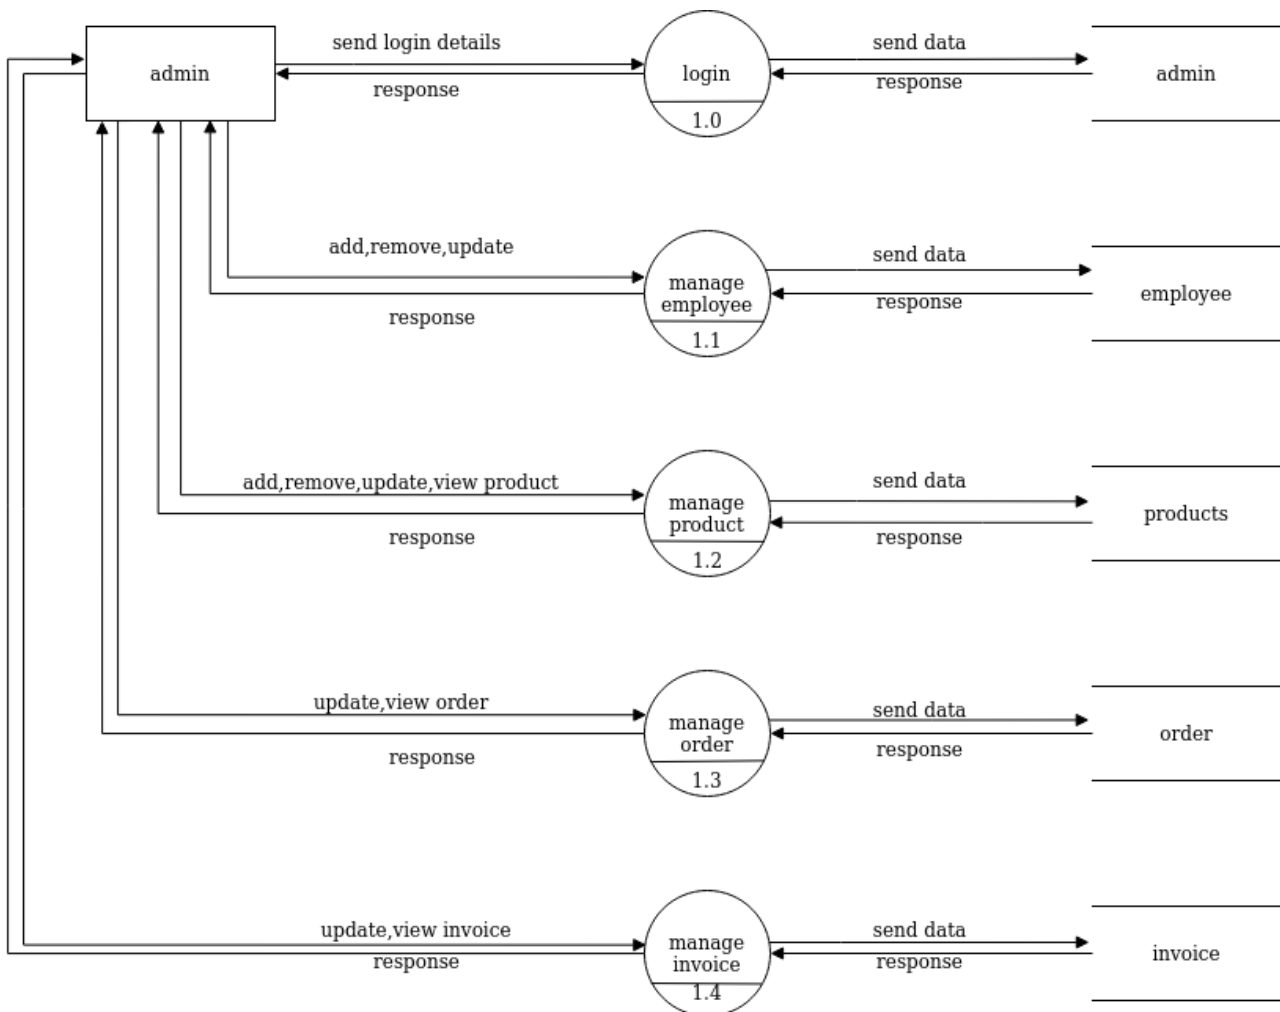 send login details
send data
admin
login
admin
response
response
1.0
add,remove,update
send data
manage
employee
employee
response
response
1.1
add,remove,update,view product
send data
manage
product
products
response
response
1.2
update,view order
send data
manage
order
order
response
response
1.3
update,view invoice
send data
manage
invoice
invoice
response
response
1.4